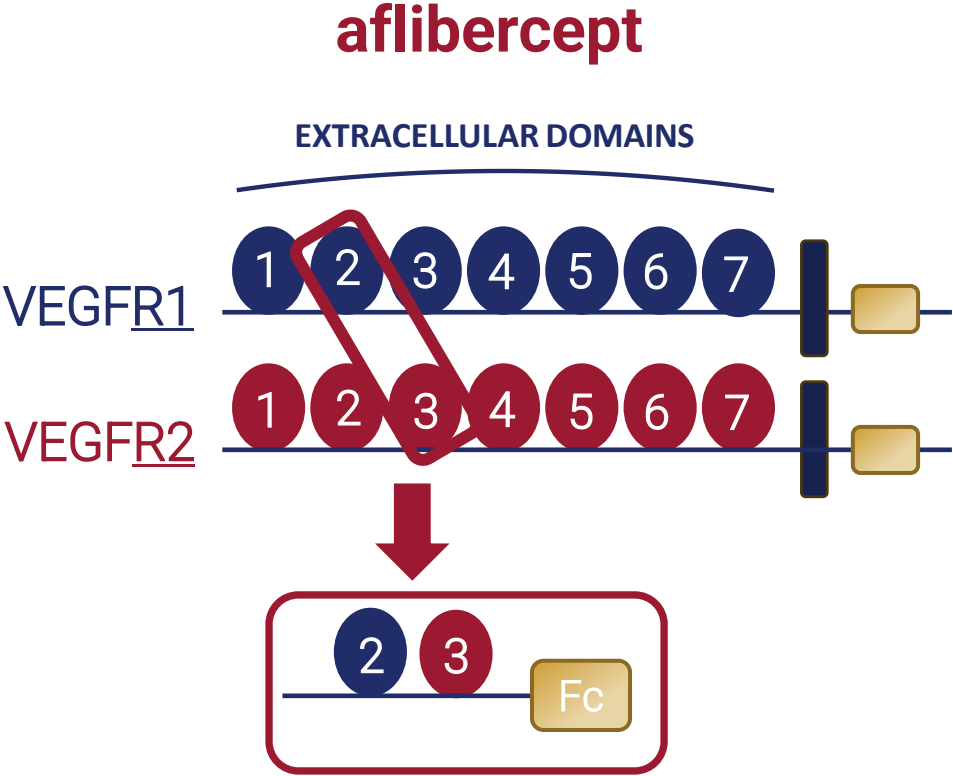 aflibercept
EXTRACELLULAR DOMAINS
VEGFR1 1 2 3 4 5 6 7
VEGFR2 1 2 3 4 5 6 7
2 3 Fc